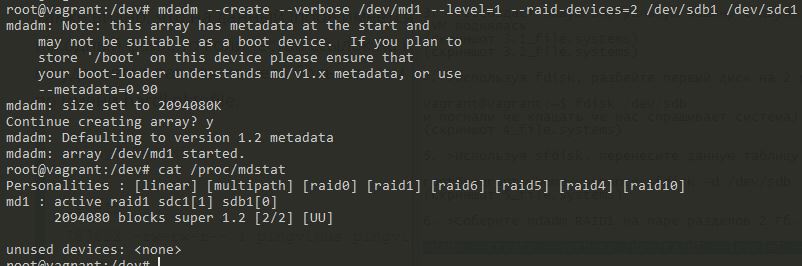 root@vagrant:/dev# mdadm --create --verbose /dev/md1 --level=1 --raid-devices=2 /dev/sdb1 /dev/sdc1
mdadm: Note: this array has metadata at the start and
    may not be suitable as a boot device.  If you plan to
    store '/boot' on this device please ensure that
    your boot-loader understands md/v1.x metadata, or use
    --metadata=0.90
mdadm: size set to 2094080K
Continue creating array? y
mdadm: Defaulting to version 1.2 metadata
mdadm: array /dev/md1 started.
root@vagrant:/dev# cat /proc/mdstat
Personalities : [linear] [multipath] [raid0] [raid1] [raid6] [raid5] [raid4] [raid10]
md1 : active raid1 sdc1[1] sdb1[0]
      2094080 blocks super 1.2 [2/2] [UU]
unused devices: <none>
root@vagrant:/dev#